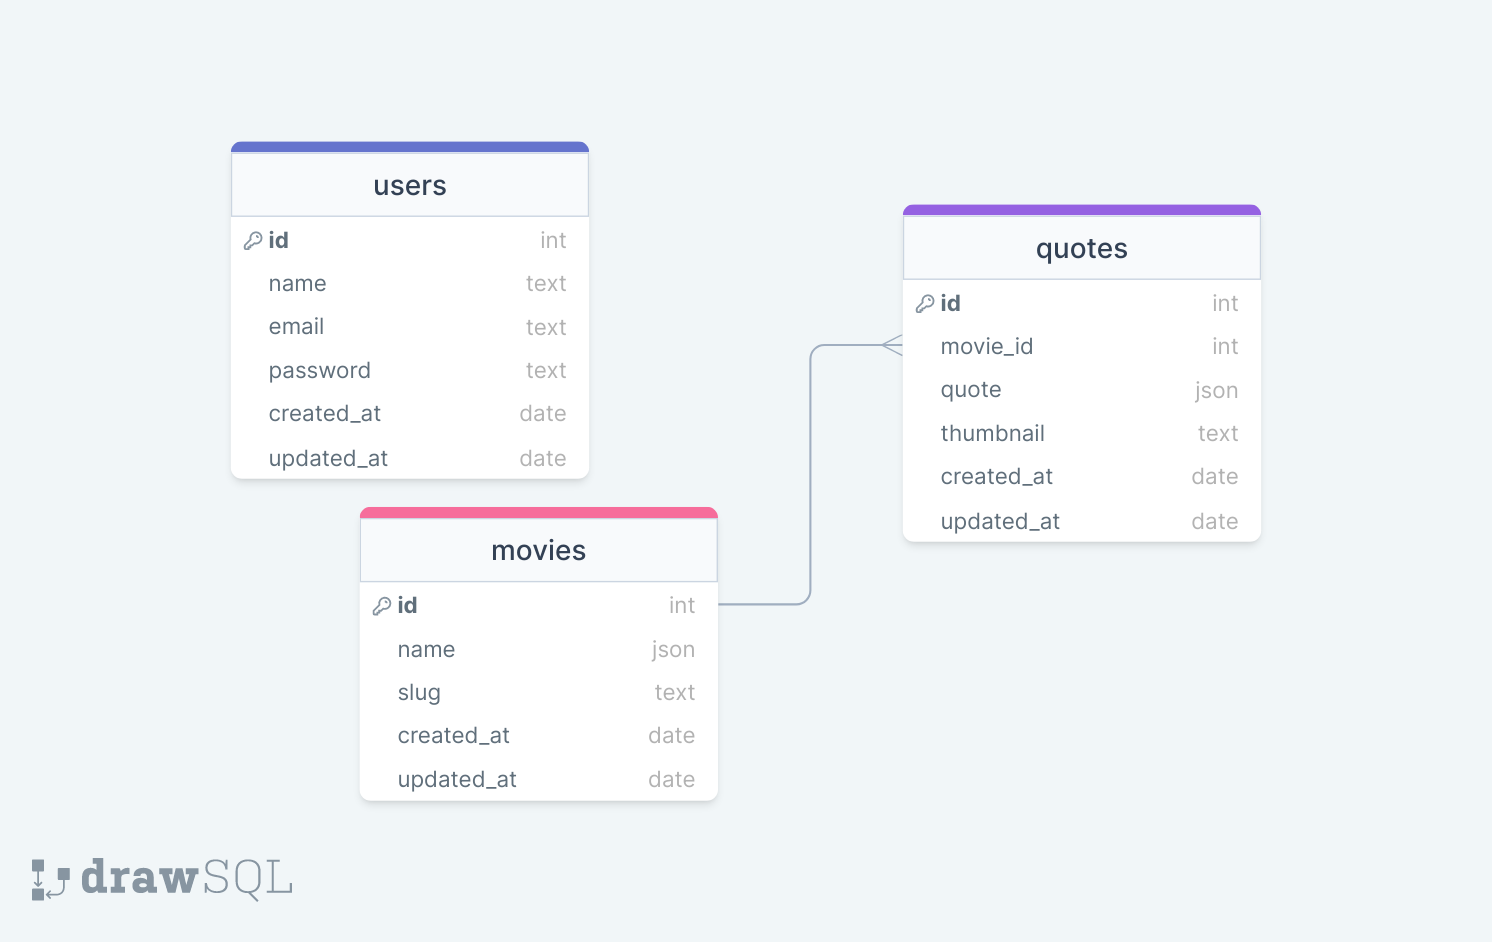 users
id int
name text
email text
password text
created_at date
updated_at date
quotes
id int
movie_id int
quote json
thumbnail text
created_at date
updated_at date
movies
id int
name json
slug text
created_at date
updated_at date
drawSQL